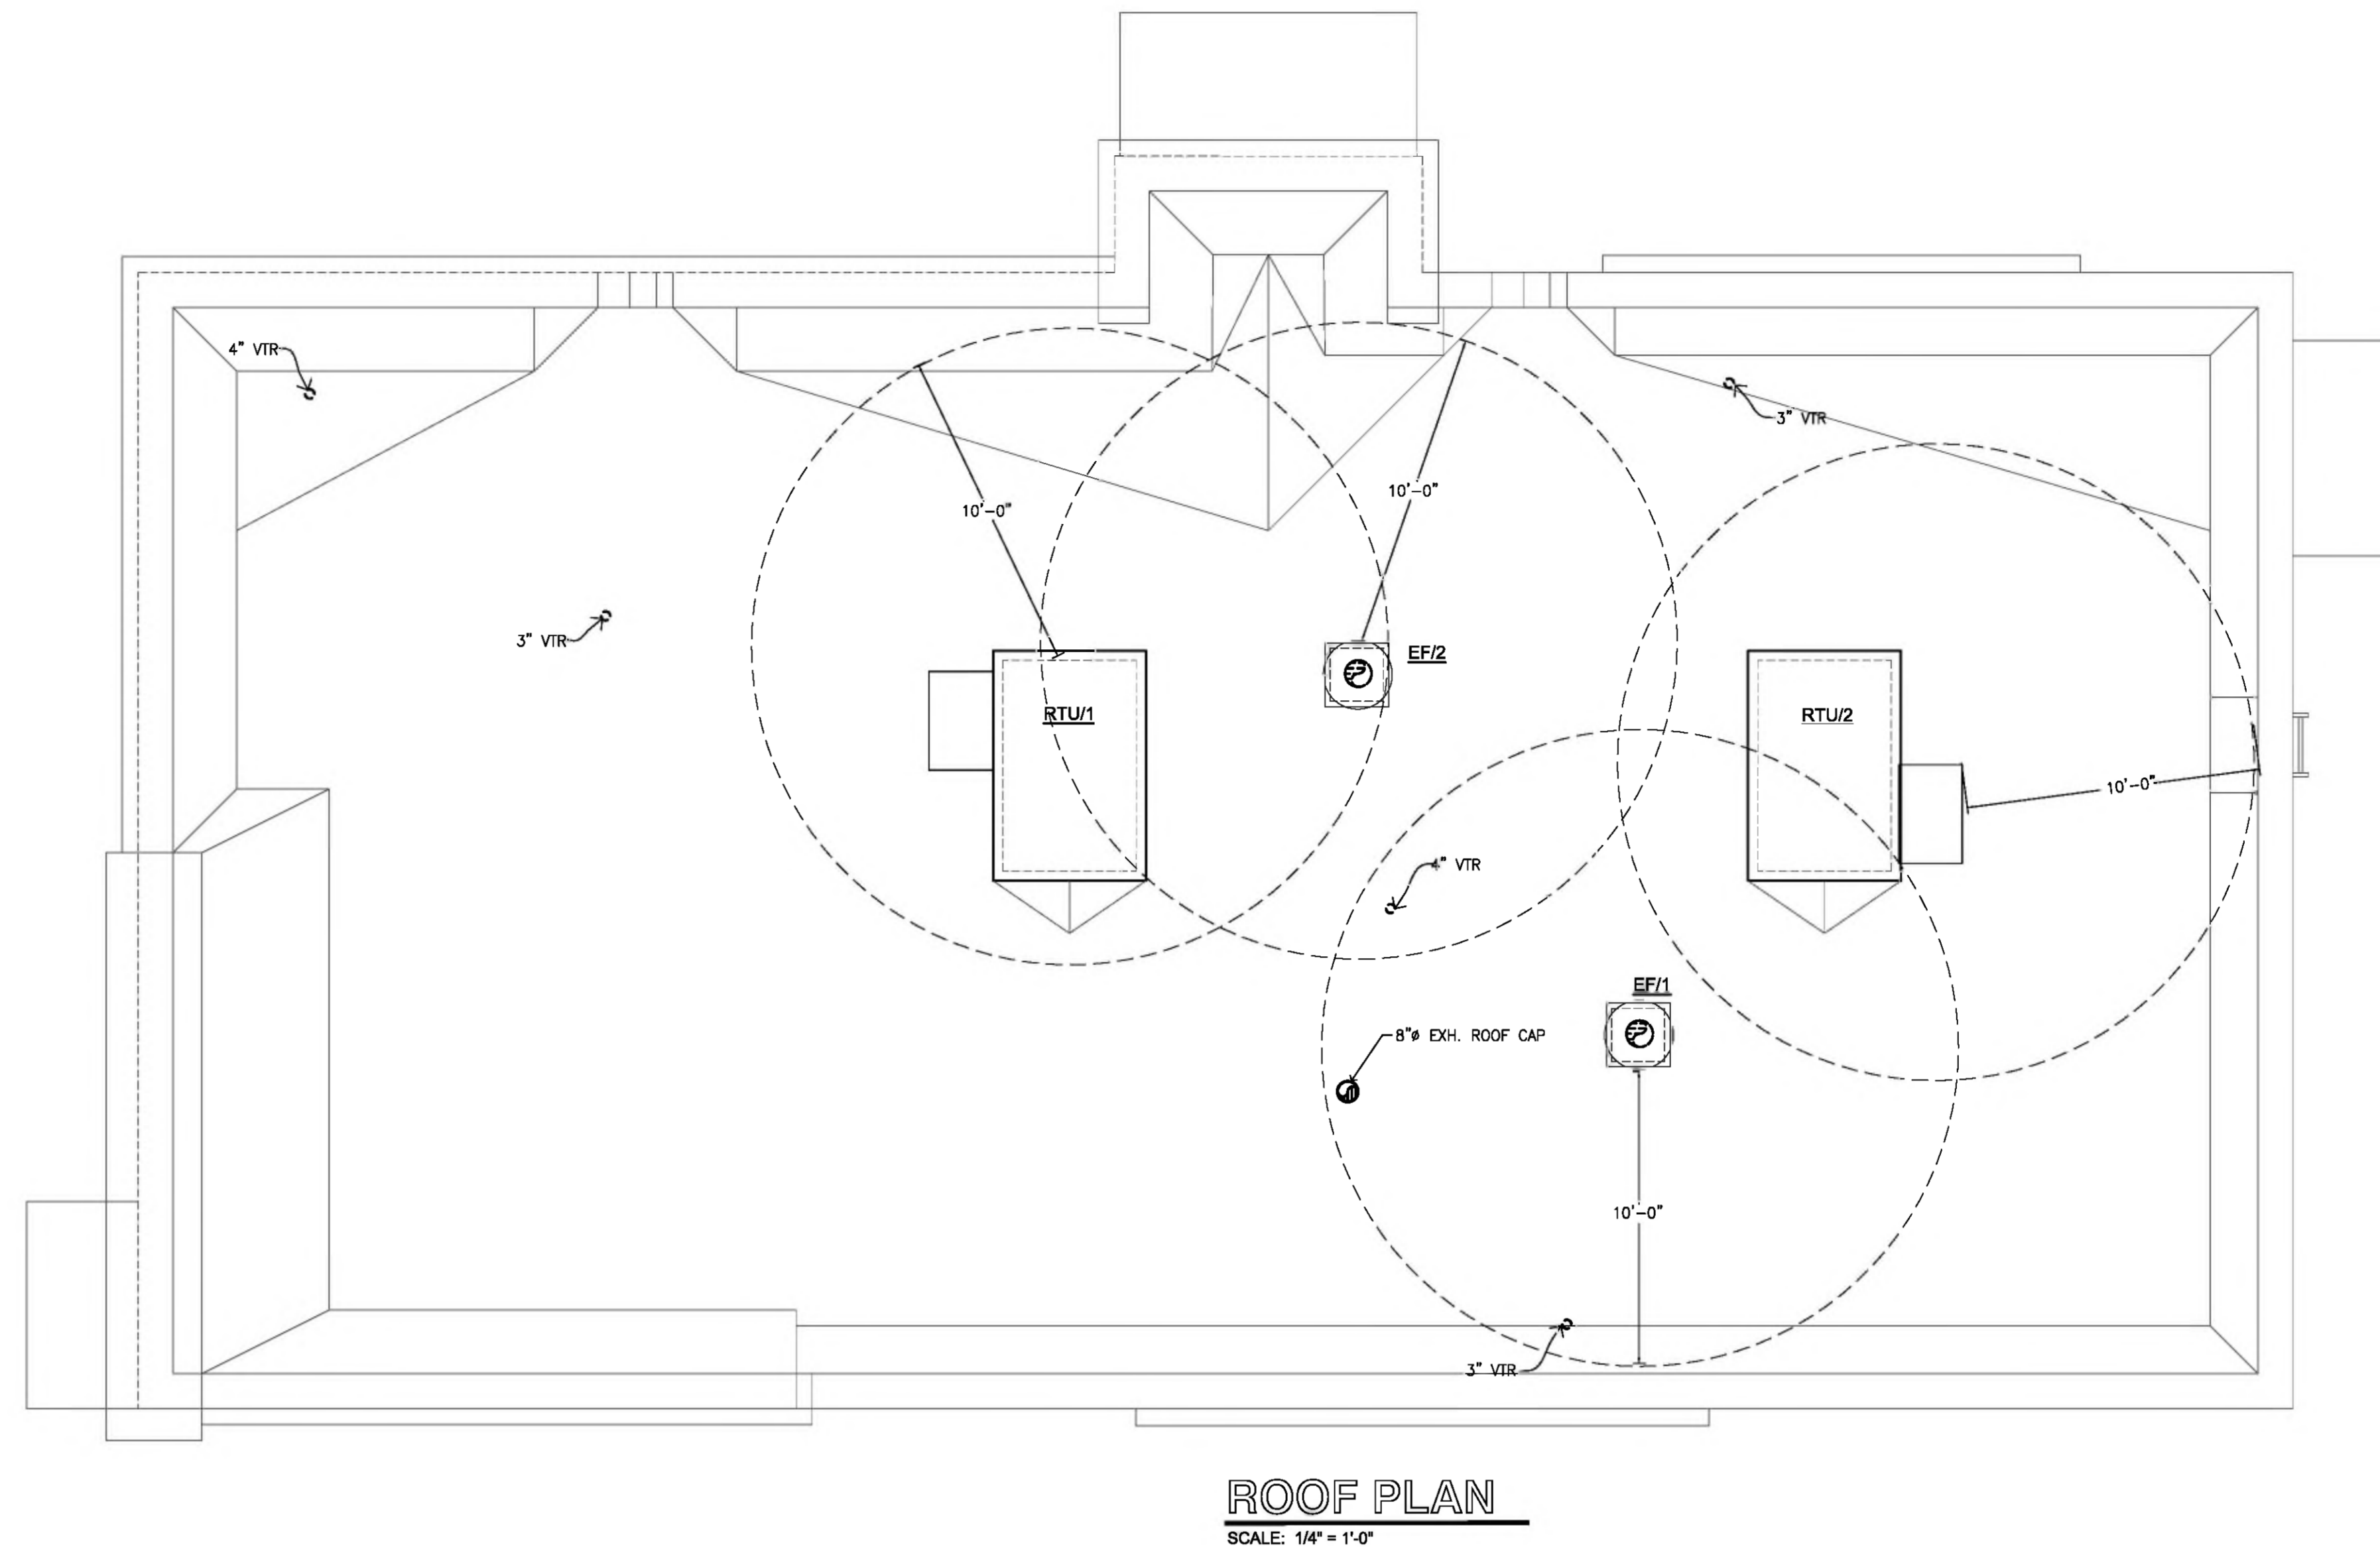 4" VTR
3" VTR
10'-0"
10'-0"
3" VTR
EF/2
RTU/1
RTU/2
10'-0"
4" VTR
EF/1
8"ø EXH. ROOF CAP
10'-0"
3" VTR
ROOF PLAN
SCALE: 1/4" = 1'-0"